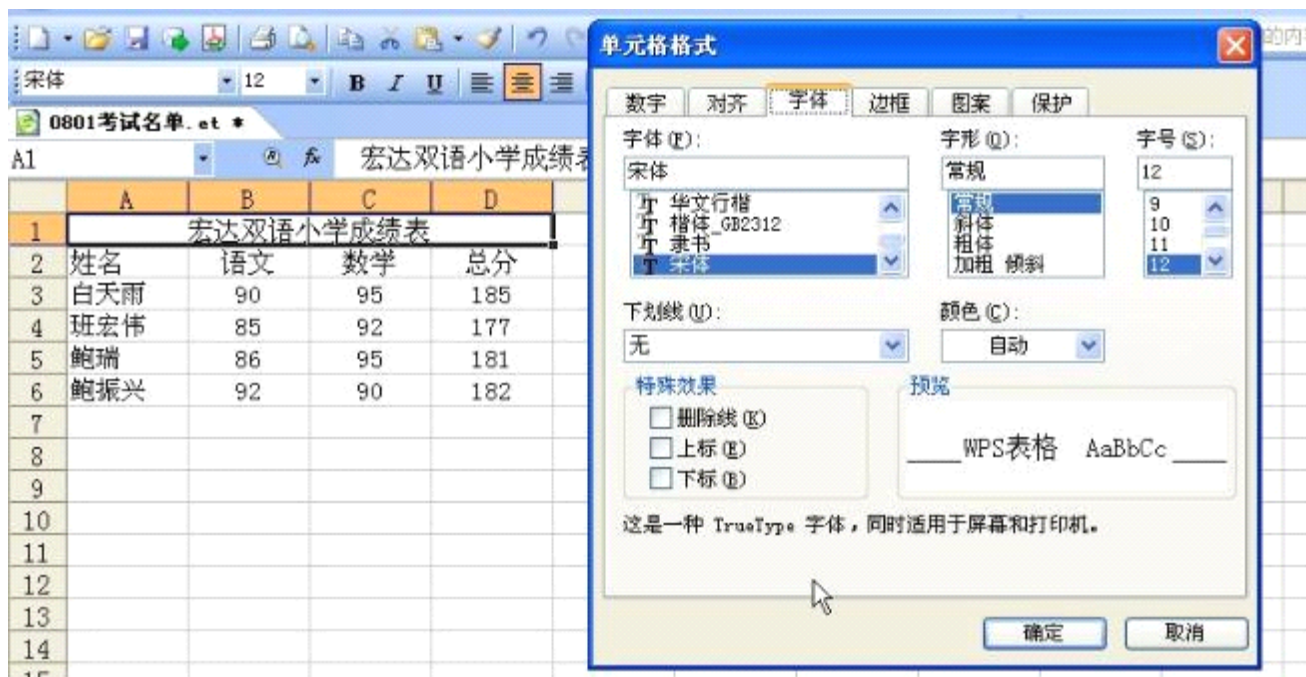 单元格格式
的内
宋体 12 B I U
0801考试名单.et *
A1 宏达双语小学成绩
A B C D
1 宏达双语小学成绩表
2 姓名 语文 数学 总分
3 白天雨 90 95 185
4 班宏伟 85 92 177
5 鲍瑞 86 95 181
6 鲍振兴 92 90 182
7
8
9
10
11
12
13
14
数字 对齐 字体 边框 图案 保护
字体(F): 字形(O): 字号(S):
宋体 常规 12
华文行楷 常规 9
楷体_GB2312 斜体 10
隶书 粗体 11
宋体 加粗 倾斜 12
下划线(U): 颜色(C):
无 自动
特殊效果 预览
删除线(K)
上标(E)
下标(B)
WPS表格 AaBbCc
这是一种 TrueType 字体，同时适用于屏幕和打印机。
确定 取消